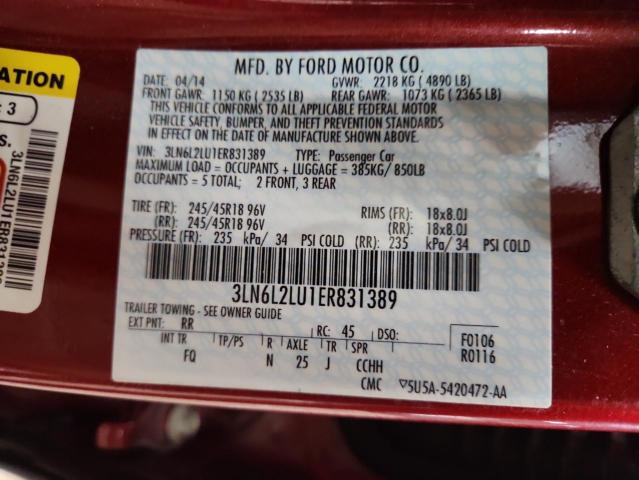 MFD. BY FORD MOTOR CO.
DATE: 04/14 GVWR: 2218 KG ( 4890 LB)
FRONT GAWR: 1150 KG ( 2535 LB) REAR GAWR: 1073 KG ( 2365 LB)
THIS VEHICLE CONFORMS TO ALL APPLICABLE FEDERAL MOTOR
VEHICLE SAFETY, BUMPER, AND THEFT PREVENTION STANDARDS
IN EFFECT ON THE DATE OF MANUFACTURE SHOWN ABOVE.
VIN: 3LN6L2LU1ER831389 TYPE: Passenger Car
MAXIMUM LOAD = OCCUPANTS + LUGGAGE = 385KG/ 850LB
OCCUPANTS = 5 TOTAL; 2 FRONT, 3 REAR
TIRE (FR): 245/45R18 96V RIMS (FR): 18x8.0J
(RR): 245/45R18 96V (RR): 18x8.0J
PRESSURE (FR): 235 kPa/ 34 PSI COLD (RR): 235 kPa/ 34 PSI COLD
3LN6L2LU1ER831389
TRAILER TOWING - SEE OWNER GUIDE
EXT PNT: RR RC: 45 DSO: F0106
R0116
INT TR TP/PS R AXLE TR SPR
FQ N 25 J CCHH
CMC ▽5U5A-5420472-AA
ATION
: 3
s.